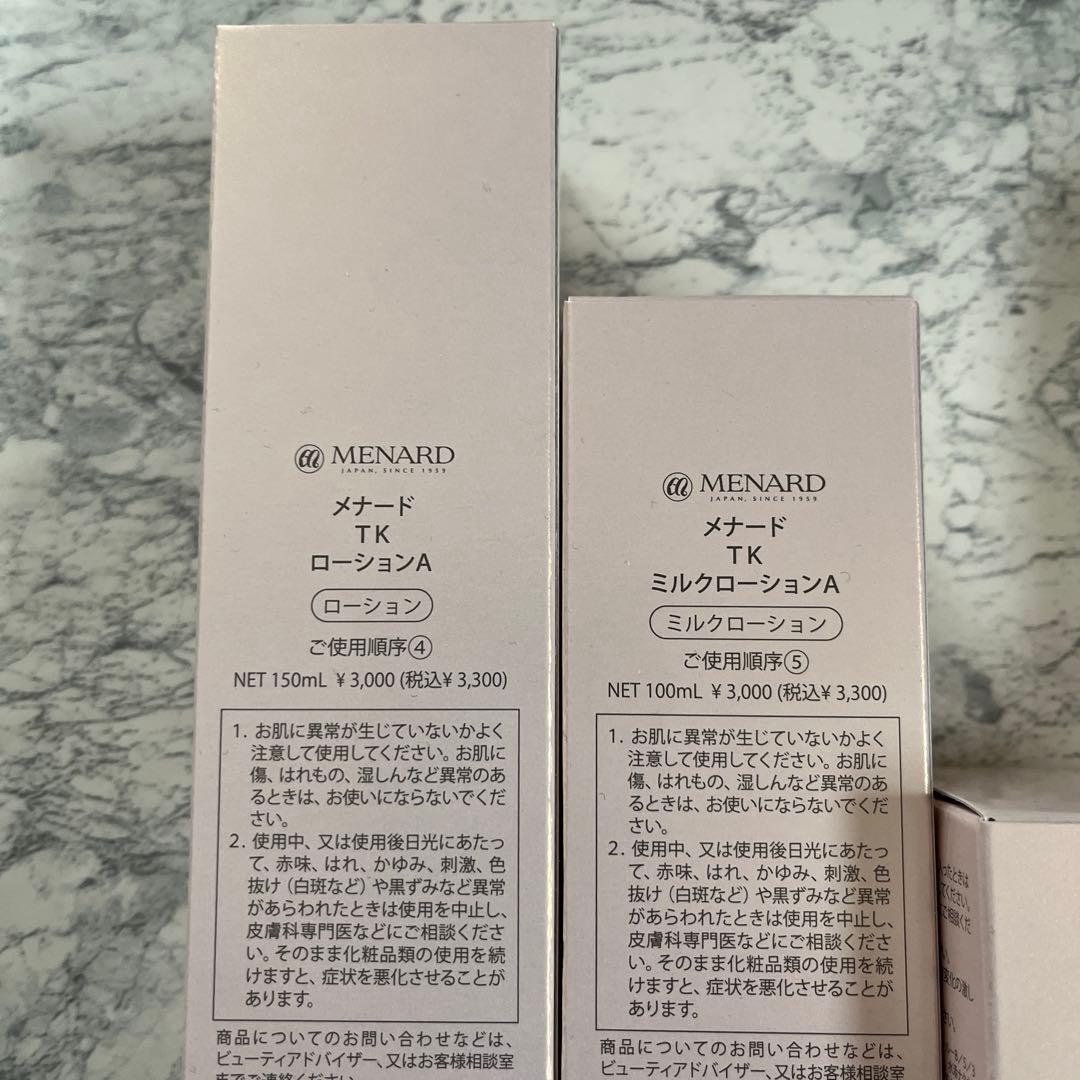 MENARD
JAPAN, SINCE 1959
メナード
TK
ローションA
ローション
ご使用順序④
NET 150mL ¥3,000 (税込¥3,300)
1. お肌に異常が生じていないかよく
注意して使用してください。お肌に
傷、はれもの、湿しんなど異常のあ
るときは、お使いにならないでくだ
さい。
2. 使用中、又は使用後日光にあたっ
て、赤味、はれ、かゆみ、刺激、色
抜け（白斑など）や黒ずみなど異常
があらわれたときは使用を中止し、
皮膚科専門医などにご相談くださ
い。そのまま化粧品類の使用を続
けますと、症状を悪化させることが
あります。
商品についてのお問い合わせなどは、
ビューティアドバイザー、又はお客様相談室
までご連絡ください
MENARD
JAPAN, SINCE 1959
メナード
TK
ミルクローションA
ミルクローション
ご使用順序⑤
NET 100mL ¥3,000 (税込¥3,300)
1. お肌に異常が生じていないかよく
注意して使用してください。お肌に
傷、はれもの、湿しんなど異常のあ
るときは、お使いにならないでくだ
さい。
2. 使用中、又は使用後日光にあたっ
て、赤味、はれ、かゆみ、刺激、色
抜け（白斑など）や黒ずみなど異常
があらわれたときは使用を中止し、
皮膚科専門医などにご相談くださ
い。そのまま化粧品類の使用を続
けますと、症状を悪化させることが
あります。
商品についてのお問い合わせなどは、
ビューティアドバイザー、又はお客様相談室
ったときは
てください。